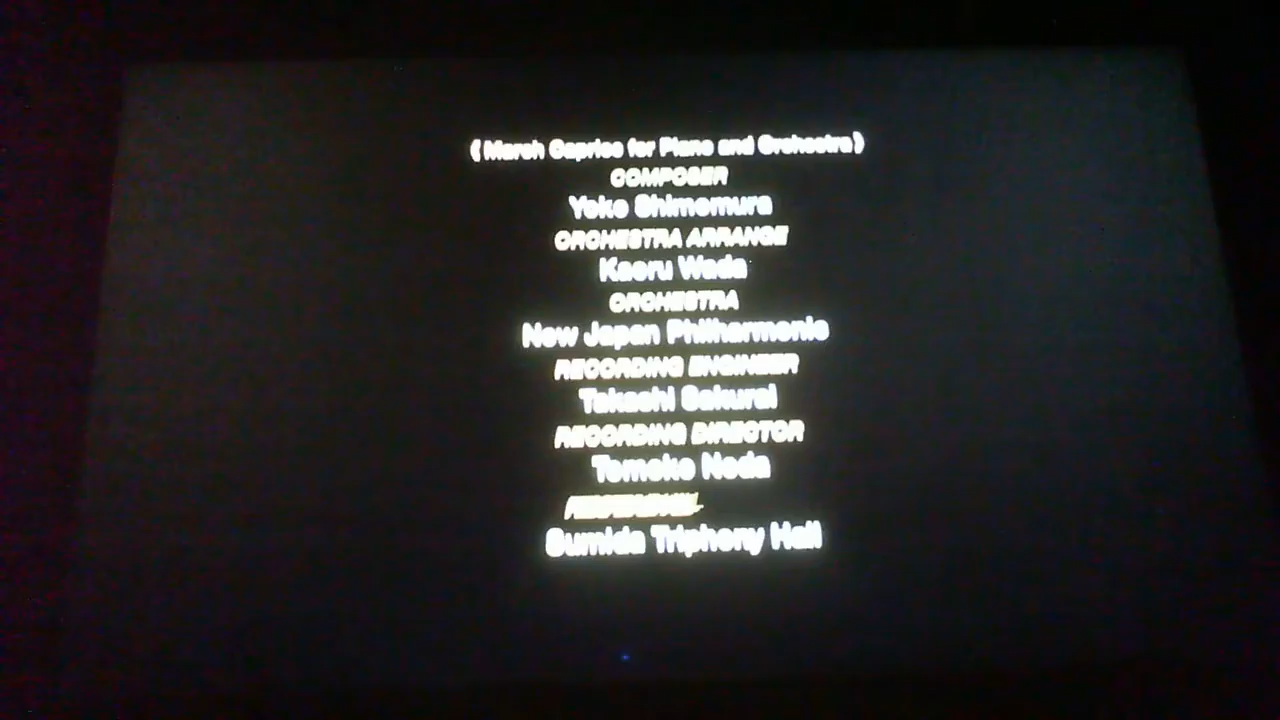 (March Caprice for Piano and Orchestra)
COMPOSER
Yoko Shimomura
ORCHESTRA ARRANGE
Kaoru Wada
ORCHESTRA
New Japan Philharmonic
RECORDING ENGINEER
Takashi Sakurai
RECORDING DIRECTOR
Tomoko Noda
Sumida Triphony Hall